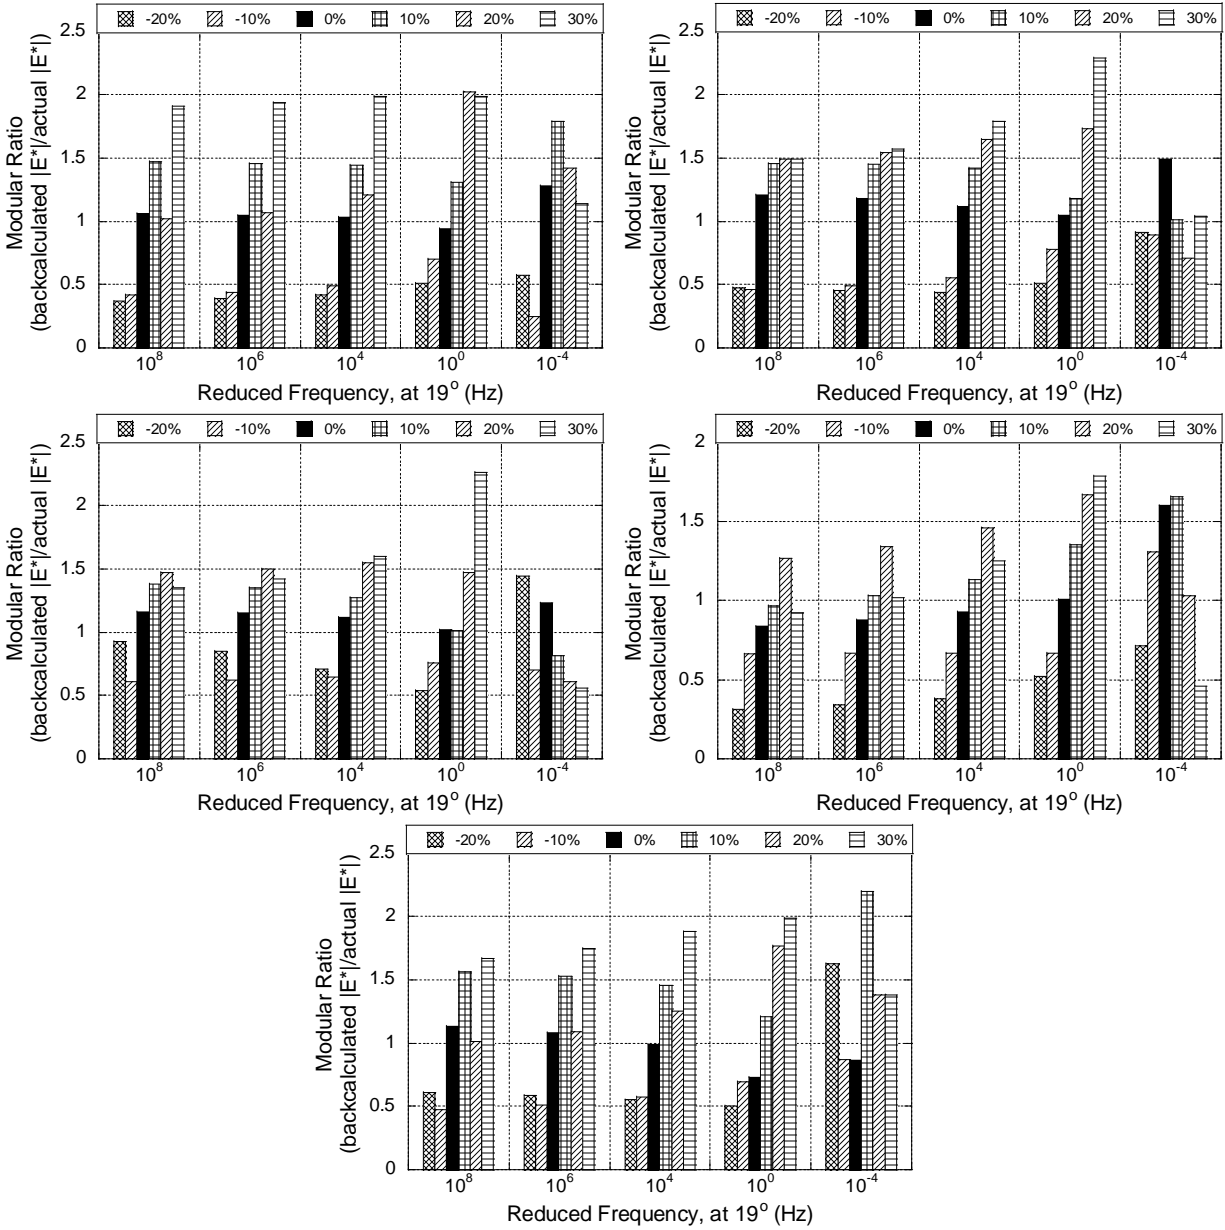 -20% -10% 0% 10% 20% 30%
Modular Ratio
(backcalculated |E*|/actual |E*|)
2.5
2
1.5
1
0.5
0
10^8 10^6 10^4 10^0 10^-4
Reduced Frequency, at 19° (Hz)
-20% -10% 0% 10% 20% 30%
Modular Ratio
(backcalculated |E*|/actual |E*|)
2.5
2
1.5
1
0.5
0
10^8 10^6 10^4 10^0 10^-4
Reduced Frequency, at 19° (Hz)
-20% -10% 0% 10% 20% 30%
Modular Ratio
(backcalculated |E*|/actual |E*|)
2.5
2
1.5
1
0.5
0
10^8 10^6 10^4 10^0 10^-4
Reduced Frequency, at 19° (Hz)
-20% -10% 0% 10% 20% 30%
Modular Ratio
(backcalculated |E*|/actual |E*|)
2
1.5
1
0.5
0
10^8 10^6 10^4 10^0 10^-4
Reduced Frequency, at 19° (Hz)
-20% -10% 0% 10% 20% 30%
Modular Ratio
(backcalculated |E*|/actual |E*|)
2.5
2
1.5
1
0.5
0
10^8 10^6 10^4 10^0 10^-4
Reduced Frequency, at 19° (Hz)